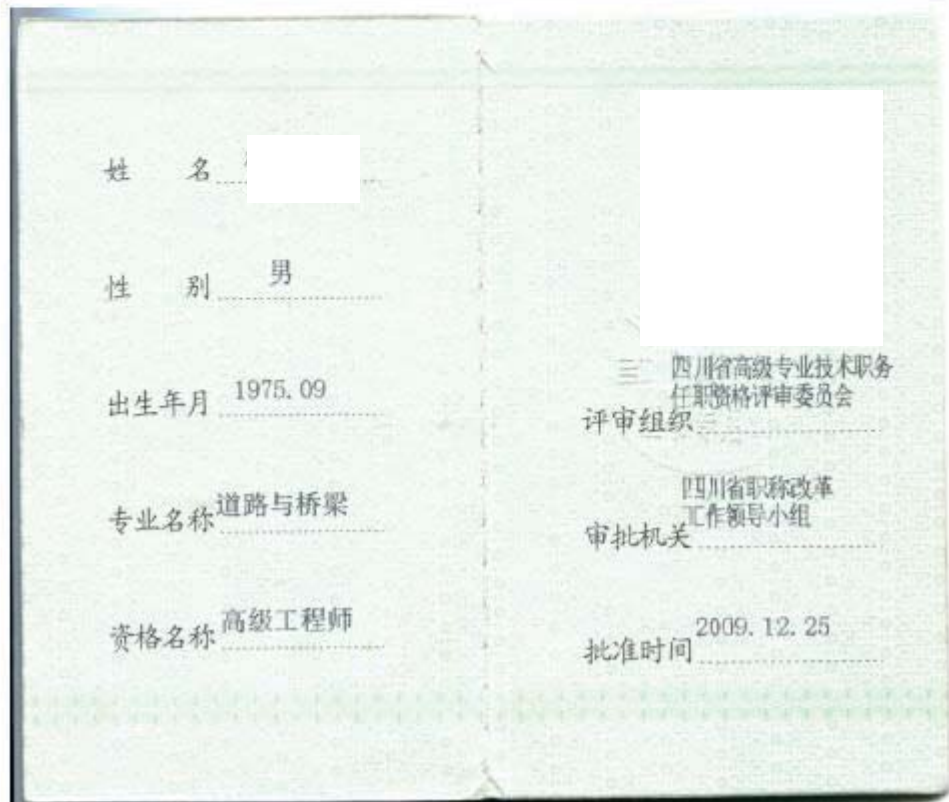 姓 名
性 别 男
出生年月 1975.09
专业名称 道路与桥梁
资格名称 高级工程师
四川省高级专业技术职务
任职资格评审委员会
评审组织
四川省职称改革
工作领导小组
审批机关
批准时间 2009.12.25